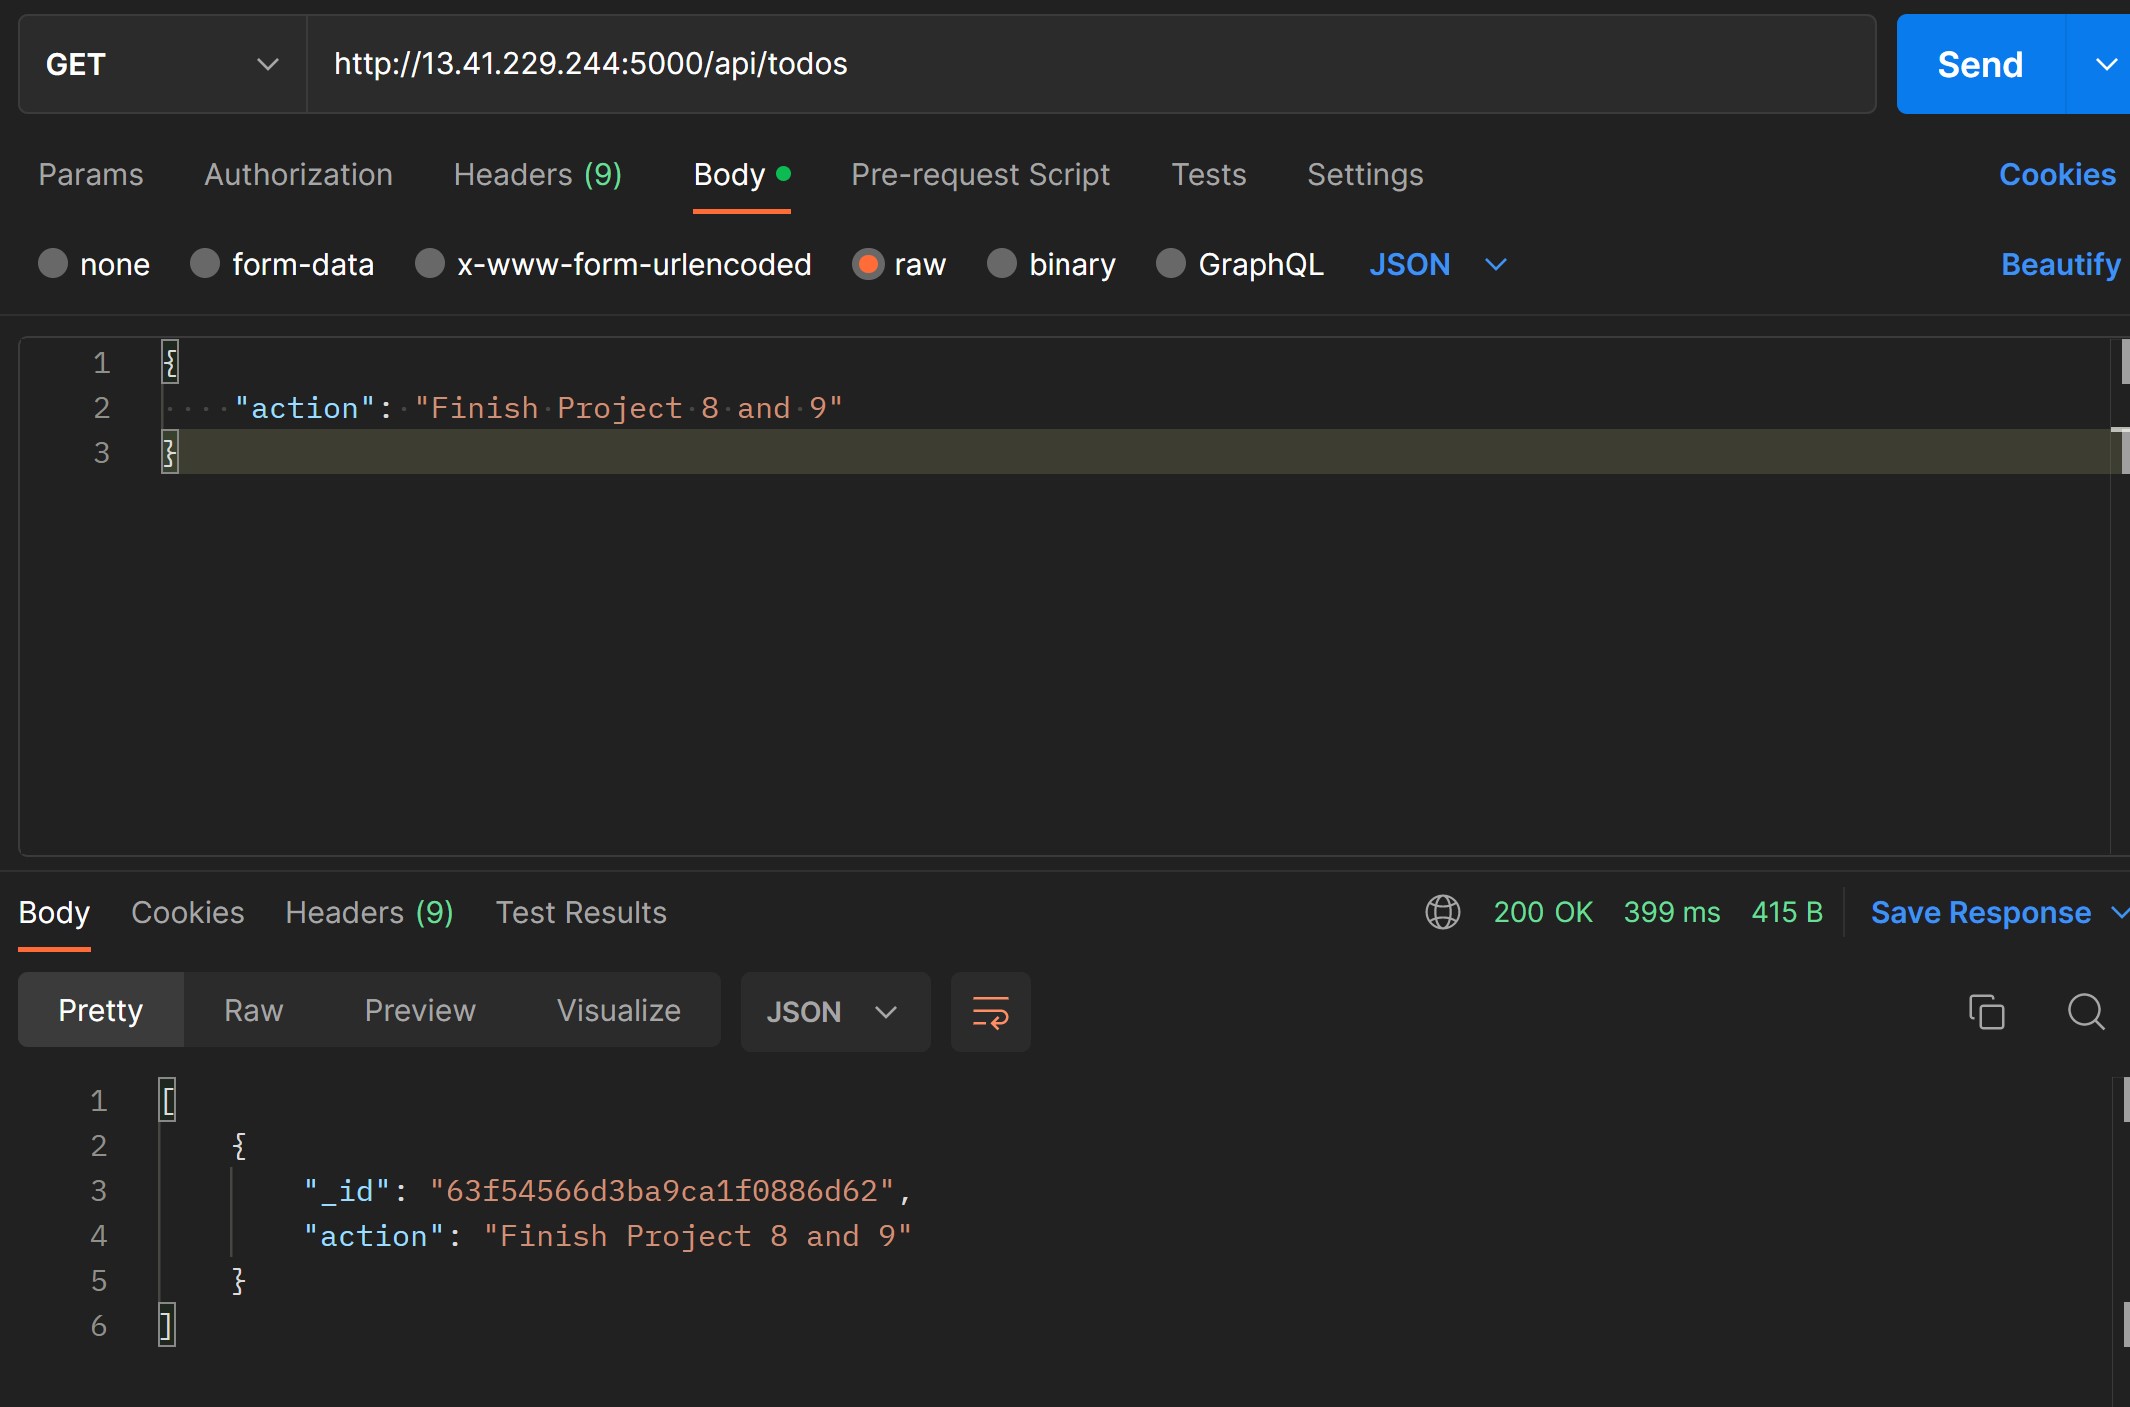 GET http://13.41.229.244:5000/api/todos Send
Params Authorization Headers (9) Body Pre-request Script Tests Settings Cookies
none form-data x-www-form-urlencoded raw binary GraphQL JSON Beautify
1 {
2 "action": "Finish Project 8 and 9"
3 }
Body Cookies Headers (9) Test Results 200 OK 399 ms 415 B Save Response
Pretty Raw Preview Visualize JSON
1 [
2 {
3 "_id": "63f54566d3ba9ca1f0886d62",
4 "action": "Finish Project 8 and 9"
5 }
6 ]